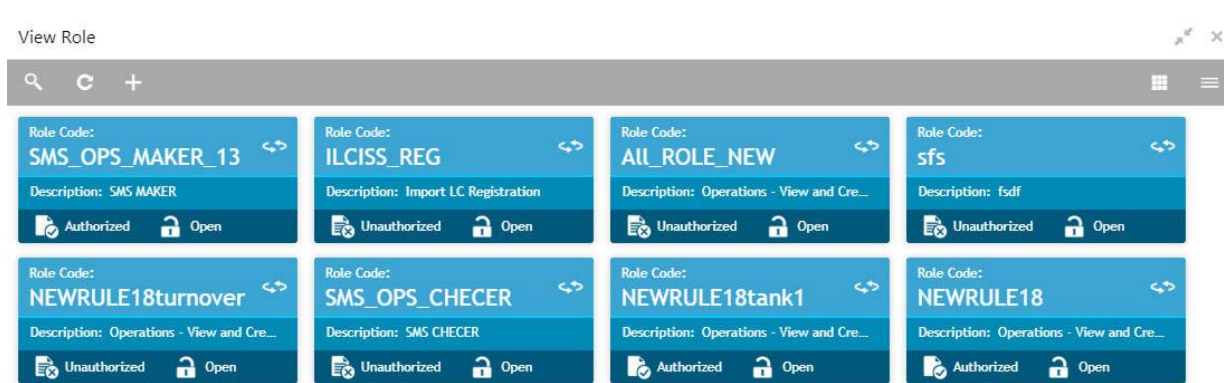 View Role
Role Code:
SMS_OPS_MAKER_13
Description: SMS MAKER
Authorized Open
Role Code:
ILCISS_REG
Description: Import LC Registration
Unauthorized Open
Role Code:
All_ROLE_NEW
Description: Operations - View and Cre...
Unauthorized Open
Role Code:
sfs
Description: fsdf
Unauthorized Open
Role Code:
NEWRULE18turnover
Description: Operations - View and Cre...
Unauthorized Open
Role Code:
SMS_OPS_CHECER
Description: SMS CHECER
Unauthorized Open
Role Code:
NEWRULE18tank1
Description: Operations - View and Cre...
Authorized Open
Role Code:
NEWRULE18
Description: Operations - View and Cre...
Authorized Open